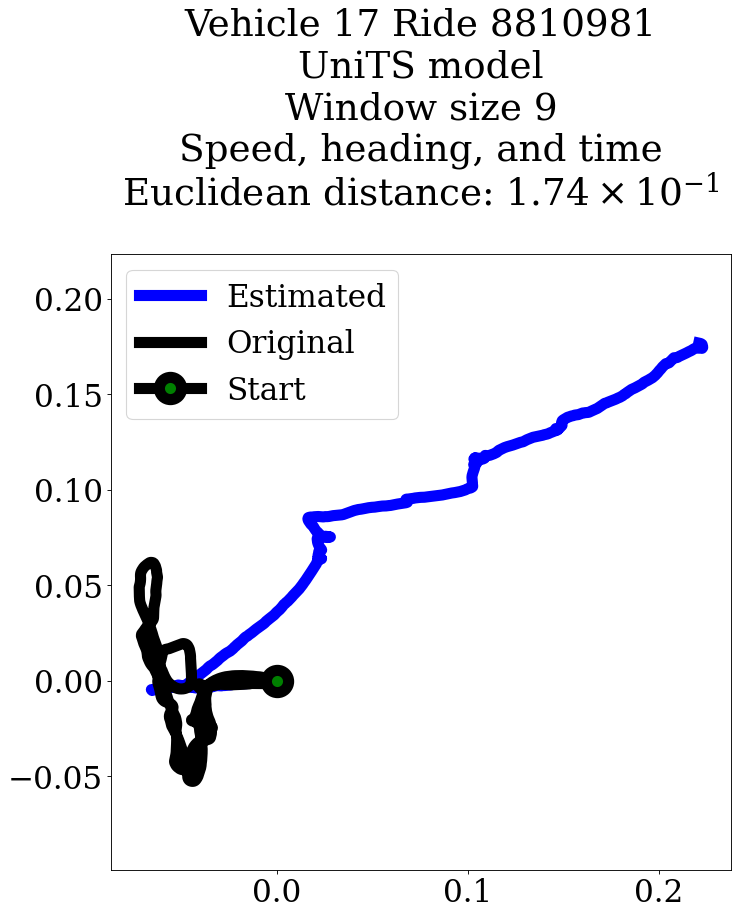 Vehicle 17 Ride 8810981
UniTS model
Window size 9
Speed, heading, and time
Euclidean distance: $1.74 \times 10^{-1}$
Estimated
Original
Start
0.20
0.15
0.10
0.05
0.00
−0.05
0.0 0.1 0.2